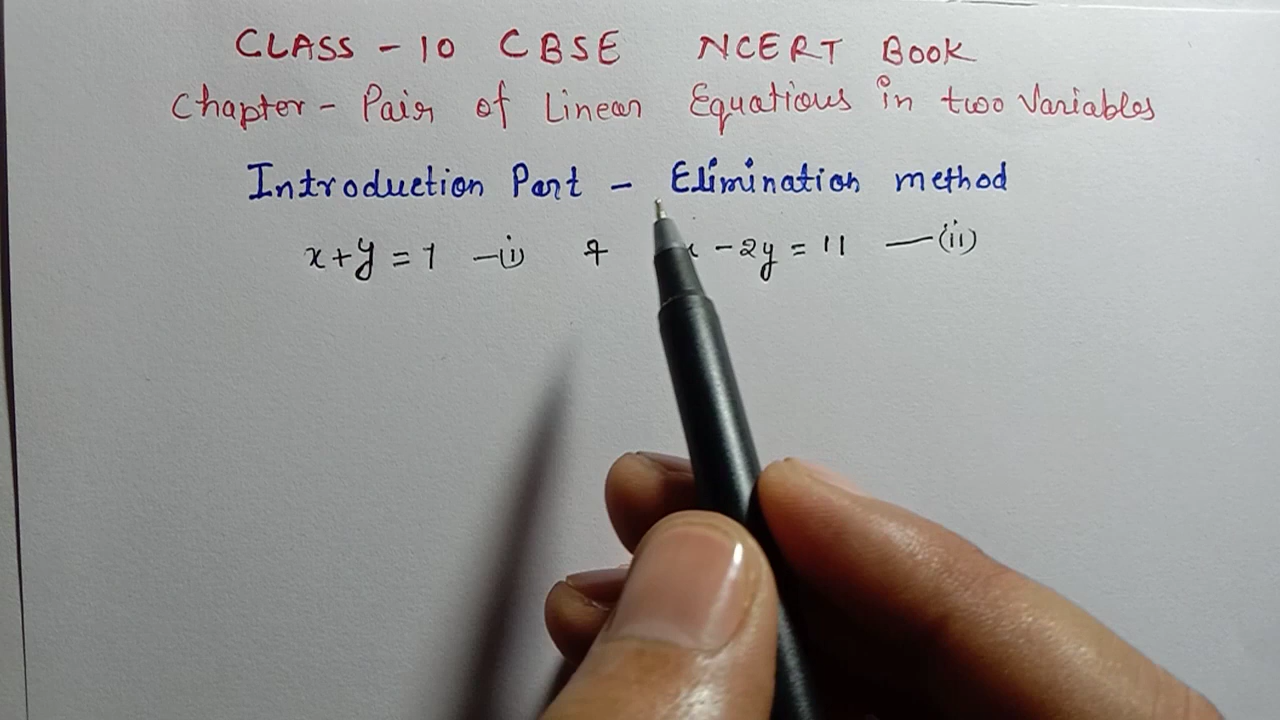 CLASS - 10 CBSE NCERT BOOK
Chapter - Pair of Linear Equations in two Variables
Introduction Part - Elimination method
x + y = 7 - (i) & - 2y = 11 - (ii)